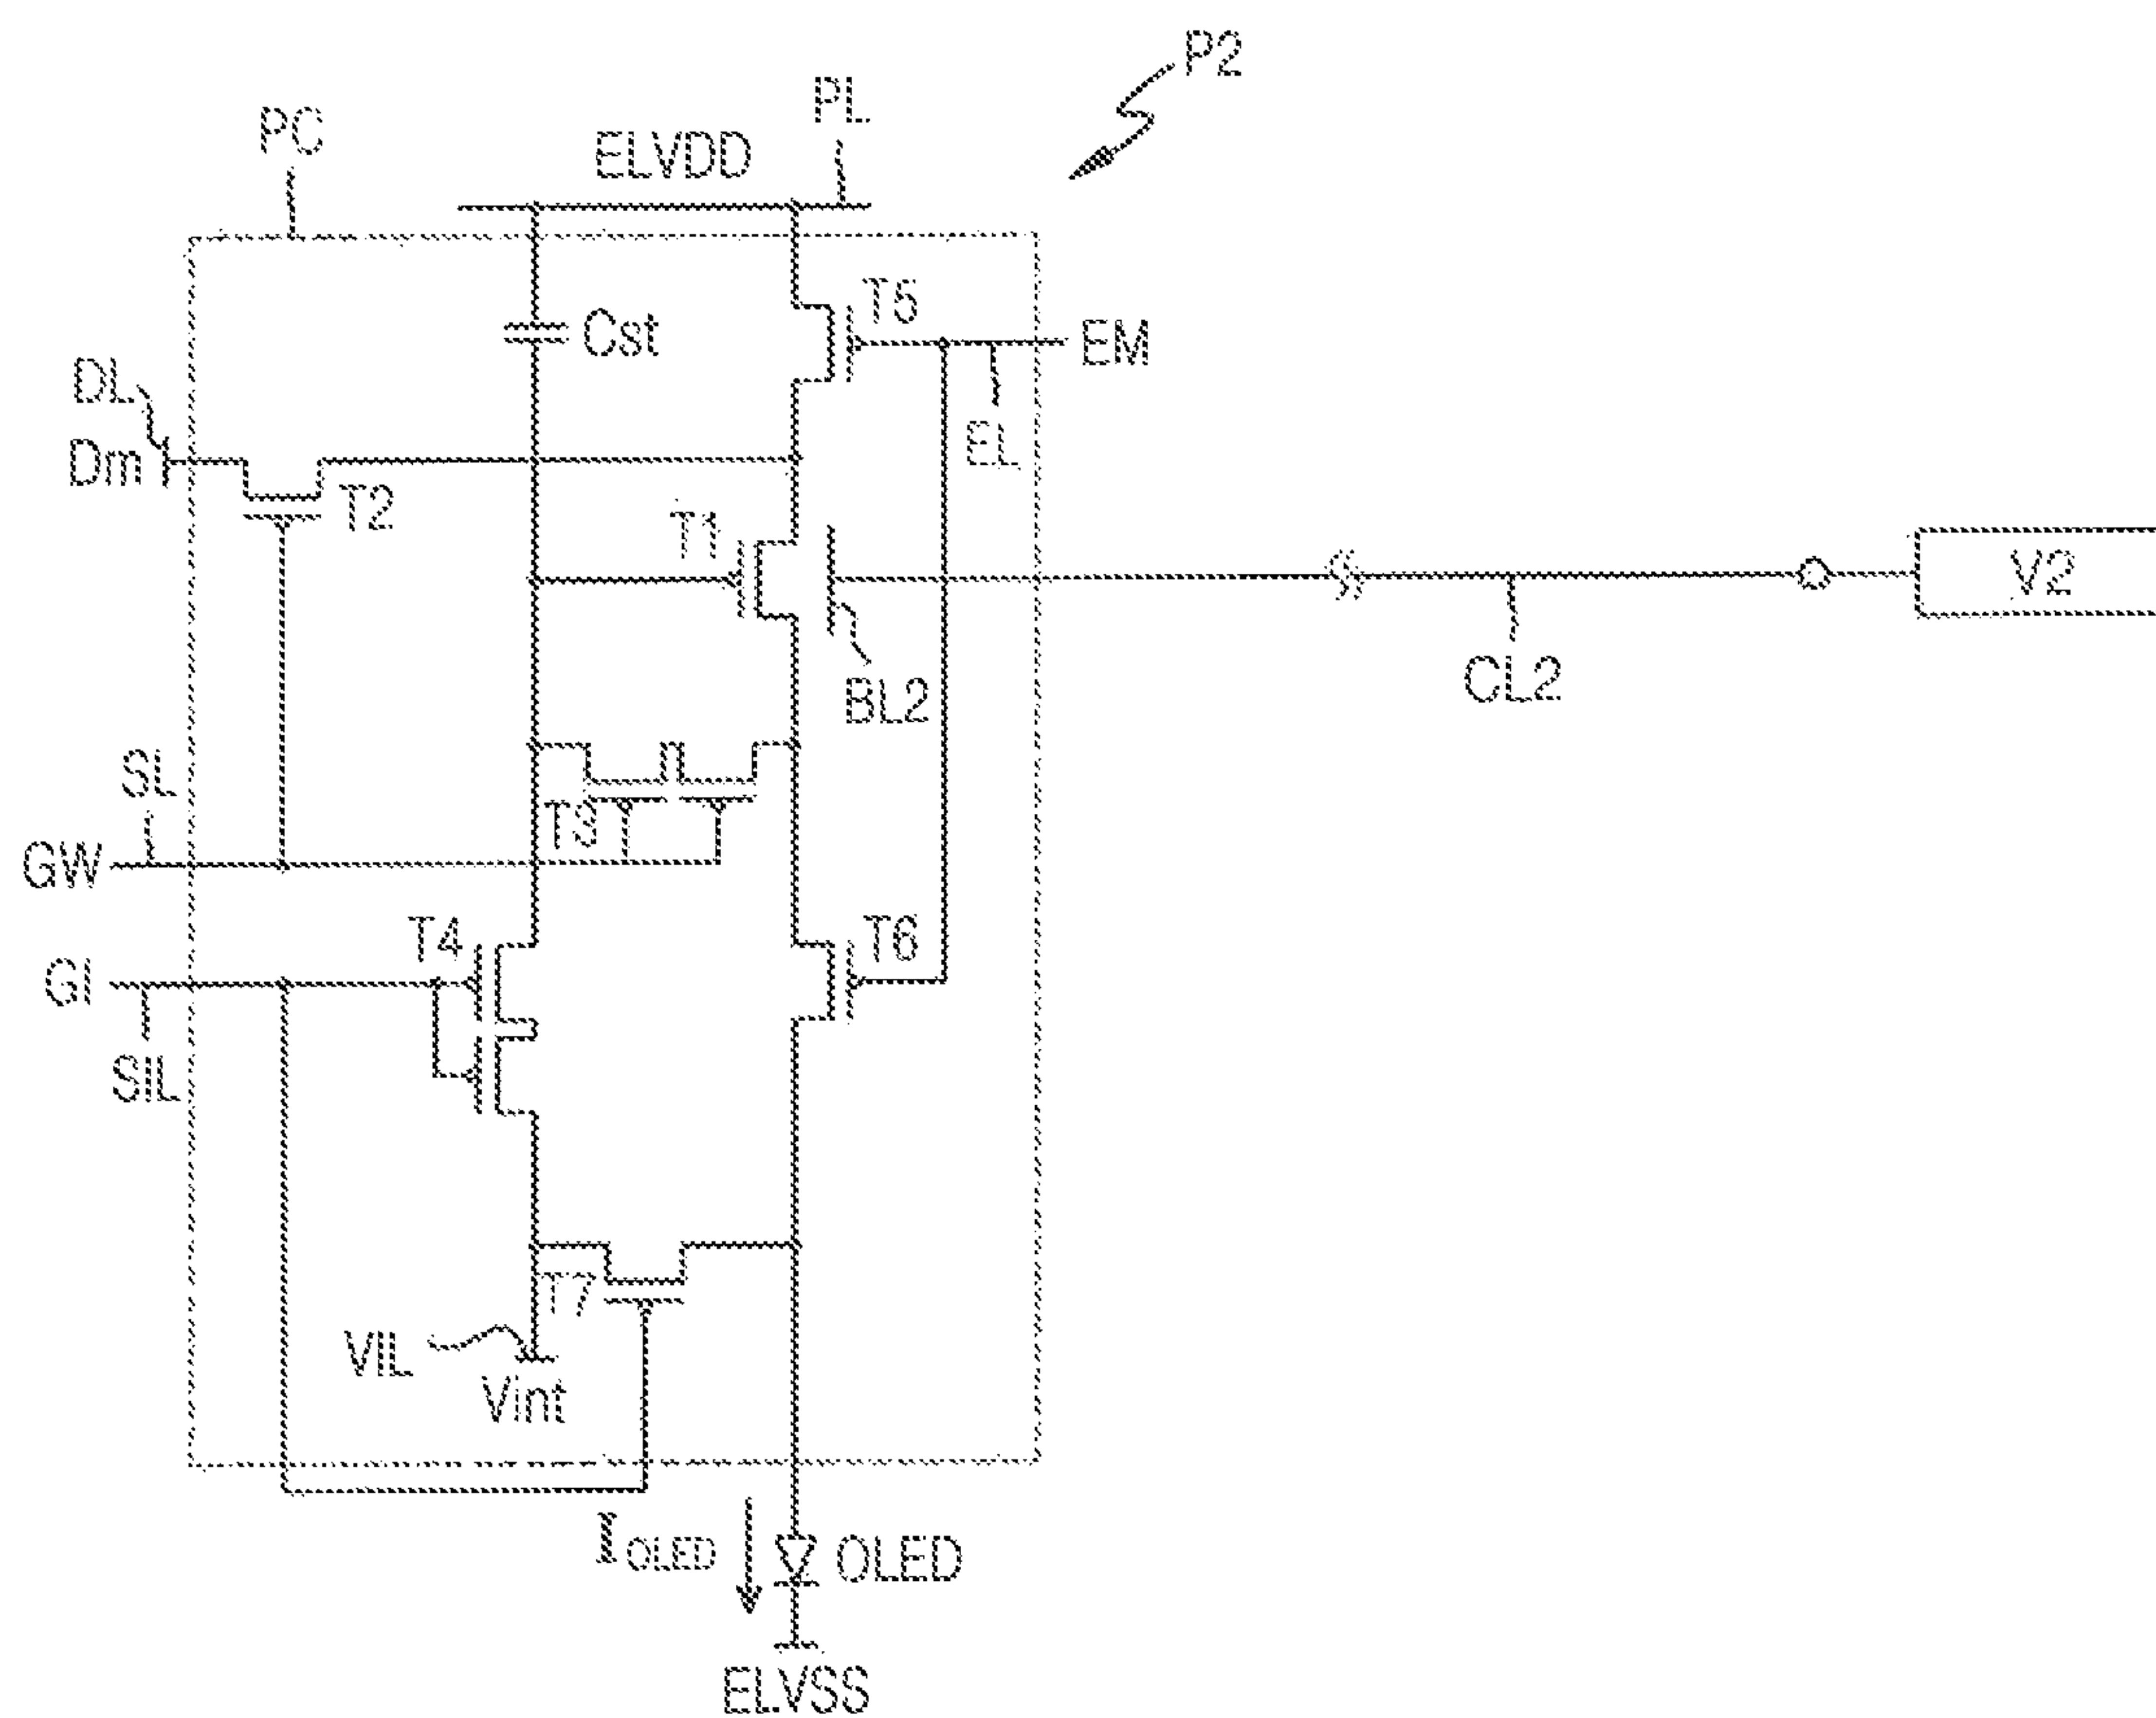 P2
PL
PC
ELVDD
T5
Cst
EM
DL
EL
Dm
T2
T1
V2
BL2
CL2
SL
T3
GW
T4
T6
GI
SIL
T7
VIL
Vint
IOLED
OLED
ELVSS